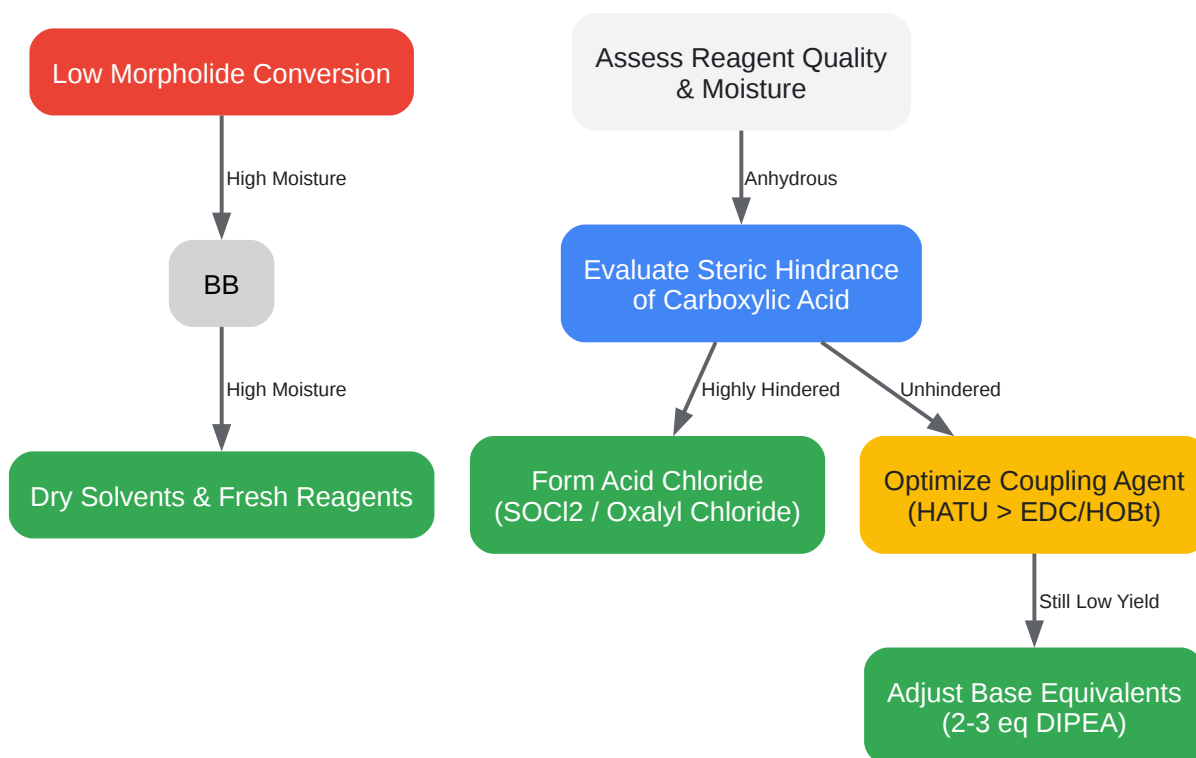 Low Morpholide Conversion
High Moisture
BB
High Moisture
Dry Solvents & Fresh Reagents
Assess Reagent Quality
& Moisture
Anhydrous
Evaluate Steric Hindrance
of Carboxylic Acid
Highly Hindered
Unhindered
Form Acid Chloride
(SOCl2 / Oxalyl Chloride)
Optimize Coupling Agent
(HATU > EDC/HOBt)
Still Low Yield
Adjust Base Equivalents
(2-3 eq DIPEA)